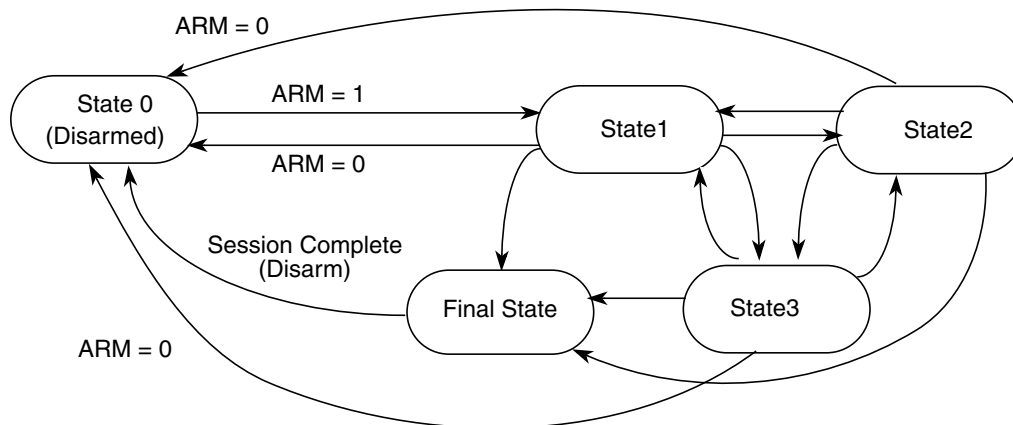 ARM = 0
State 0
(Disarmed)
ARM = 1
ARM = 0
State1
State2
Session Complete
(Disarm)
Final State
State3
ARM = 0